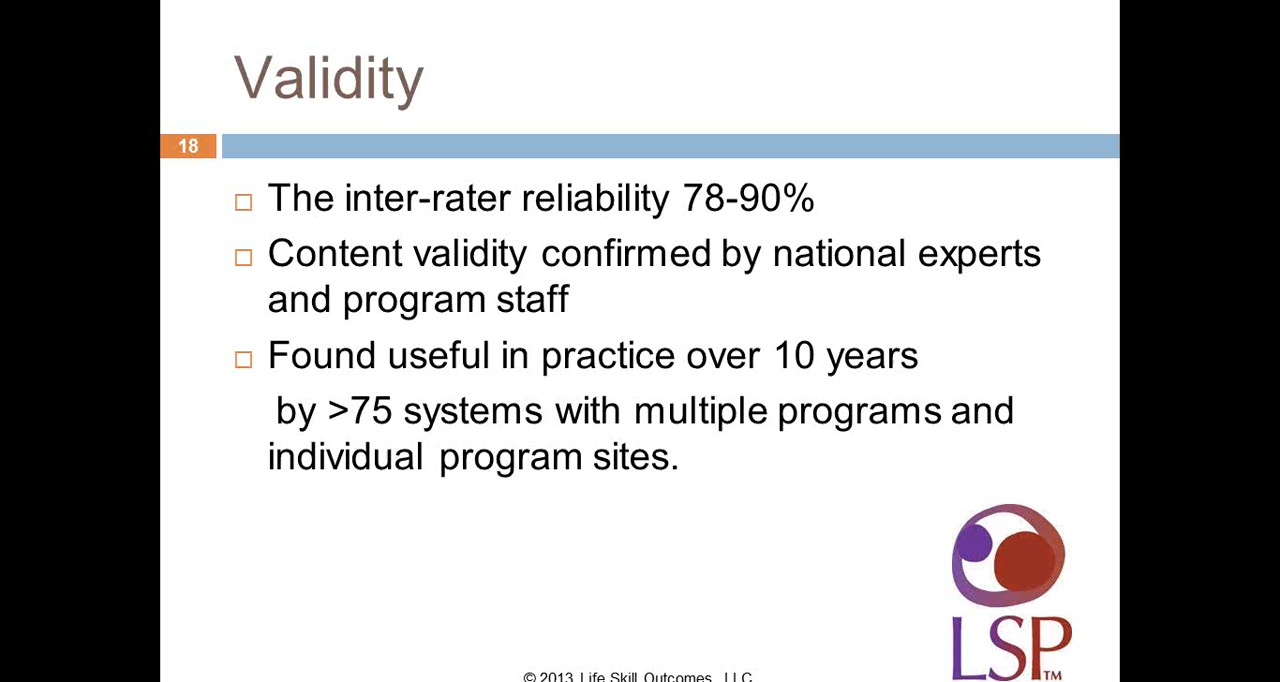 Validity
18
The inter-rater reliability 78-90%
Content validity confirmed by national experts
and program staff
Found useful in practice over 10 years
by >75 systems with multiple programs and
individual program sites.
LSP™
© 2013 Life Skill Outcomes, LLC